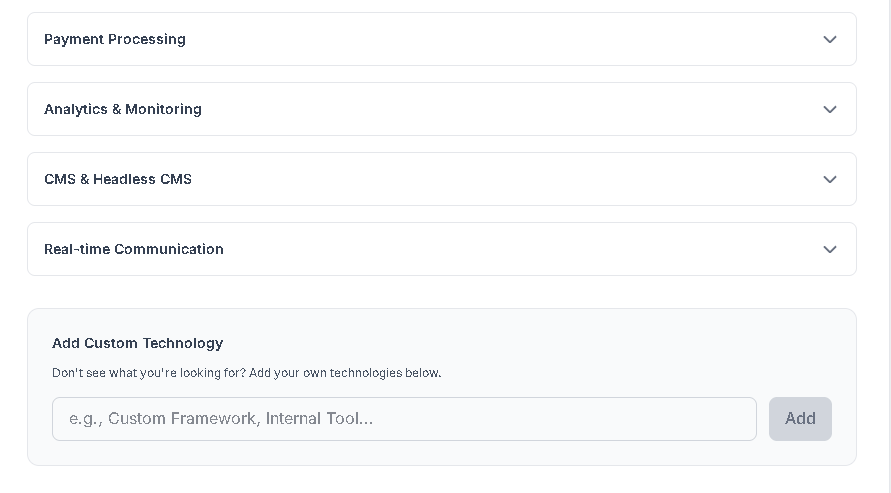 Payment Processing
Analytics & Monitoring
CMS & Headless CMS
Real-time Communication
Add Custom Technology
Don't see what you're looking for? Add your own technologies below.
e.g., Custom Framework, Internal Tool...
Add